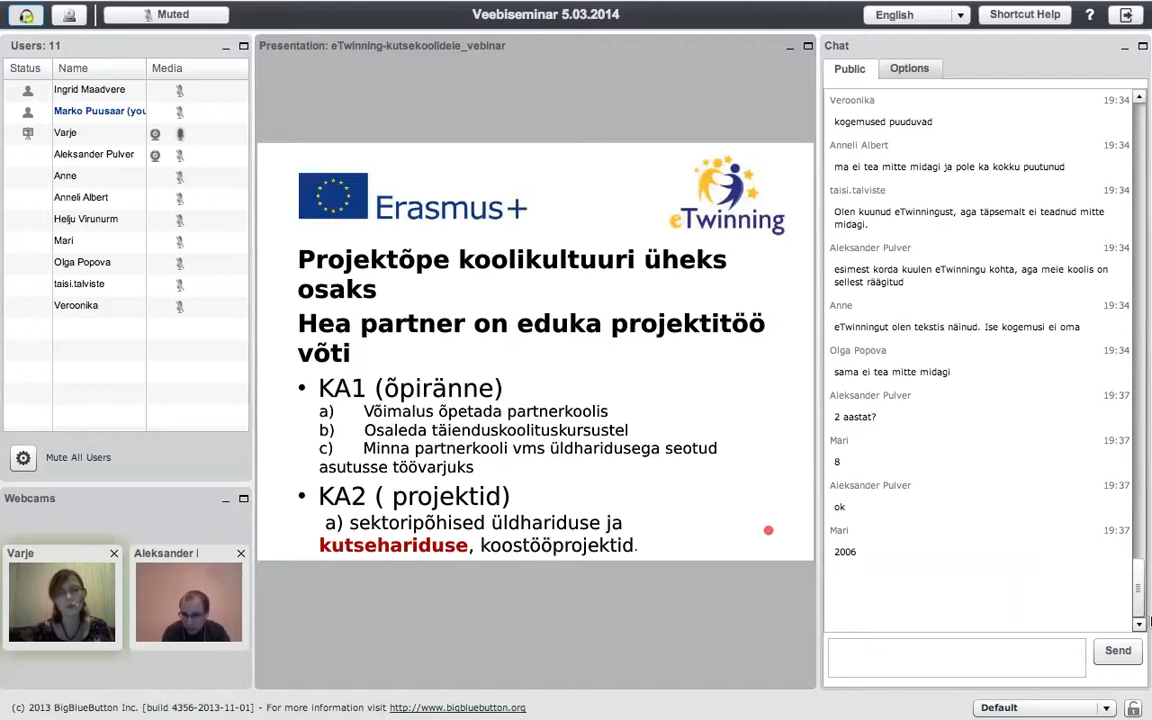 Muted
Veebiseminar 5.03.2014
English
Shortcut Help
?
Users: 11
Status Name Media
Ingrid Maadvere
Marko Puusaar (you
Varje
Aleksander Pulver
Anne
Anneli Albert
Helju Virunurm
Mari
Olga Popova
taisi.talviste
Veroonika
Mute All Users
Webcams
Varje
Aleksander
Presentation: eTwinning-kutsekoolidele_vebinar
Erasmus+
eTwinning
Projektõpe koolikultuuri üheks
osaks
Hea partner on eduka projektitöö
võti
• KA1 (õpiränne)
a) Võimalus õpetada partnerkoolis
b) Osaleda täienduskoolituskursustel
c) Minna partnerkooli vms üldharidusega seotud
asutusse töövarjuks
• KA2 ( projektid)
a) sektoripõhised üldhariduse ja
kutsehariduse, koostööprojektid.
Chat
Public Options
Veroonika 19:34
kogemused puuduvad
Anneli Albert 19:34
ma ei tea mitte midagi ja pole ka kokku puutunud
taisi.talviste 19:34
Olen kuunud eTwinningust, aga täpsemalt ei teadnud mitte
midagi.
Aleksander Pulver 19:34
esimest korda kuulen eTwinningu kohta, aga meie koolis on
sellest räägitud
Anne 19:34
eTwinningut olen tekstis näinud. Ise kogemusi ei oma
Olga Popova 19:34
sama ei tea mitte midagi
Aleksander Pulver 19:37
2 aastat?
Mari 19:37
8
Aleksander Pulver 19:37
ok
Mari 19:37
2006
Send
(c) 2013 BigBlueButton Inc. [build 4356-2013-11-01] - For more information visit http://www.bigbluebutton.org
Default